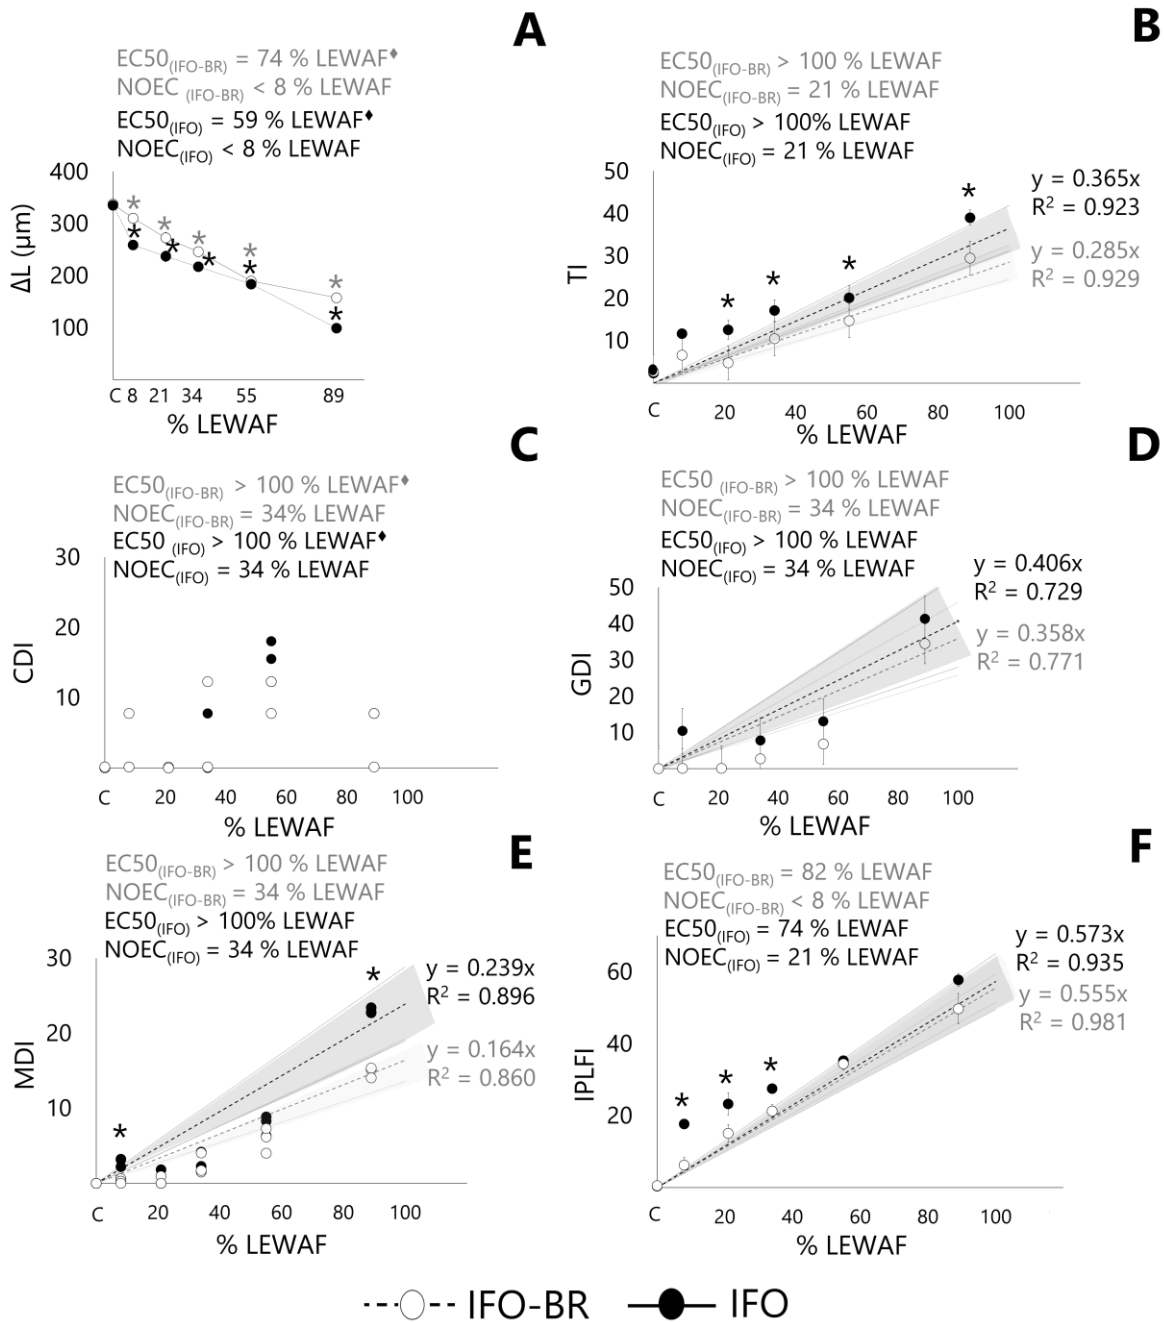 A
EC50(IFO-BR) = 74 % LEWAF♦
NOEC (IFO-BR) < 8 % LEWAF
EC50(IFO) = 59 % LEWAF♦
NOEC(IFO) < 8 % LEWAF
400
300
200
100
ΔL (µm)
* * * * *
* * * * *
C 8 21 34 55 89
% LEWAF
B
EC50(IFO-BR) > 100 % LEWAF
NOEC(IFO-BR) = 21 % LEWAF
EC50(IFO) > 100% LEWAF
NOEC(IFO) = 21 % LEWAF
50
40
30
20
10
TI
* * * *
y = 0.365x
R² = 0.923
y = 0.285x
R² = 0.929
C 20 40 60 80 100
% LEWAF
C
EC50(IFO-BR) > 100 % LEWAF♦
NOEC(IFO-BR) = 34% LEWAF
EC50 (IFO) > 100 % LEWAF♦
NOEC(IFO) = 34 % LEWAF
30
20
10
CDI
C 20 40 60 80 100
% LEWAF
D
EC50 (IFO-BR) > 100 % LEWAF
NOEC(IFO-BR) = 34 % LEWAF
EC50(IFO) > 100 % LEWAF
NOEC(IFO) = 34 % LEWAF
50
40
30
20
10
GDI
y = 0.406x
R² = 0.729
y = 0.358x
R² = 0.771
C 20 40 60 80 100
% LEWAF
E
EC50(IFO-BR) > 100 % LEWAF
NOEC(IFO-BR) = 34 % LEWAF
EC50(IFO) > 100% LEWAF
NOEC(IFO) = 34 % LEWAF
30
20
10
MDI
* *
y = 0.239x
R² = 0.896
y = 0.164x
R² = 0.860
C 20 40 60 80 100
% LEWAF
F
EC50(IFO-BR) = 82 % LEWAF
NOEC(IFO-BR) < 8 % LEWAF
EC50(IFO) = 74 % LEWAF
NOEC(IFO) = 21 % LEWAF
60
40
20
IPLFI
* * *
y = 0.573x
R² = 0.935
y = 0.555x
R² = 0.981
C 20 40 60 80 100
% LEWAF
IFO-BR IFO